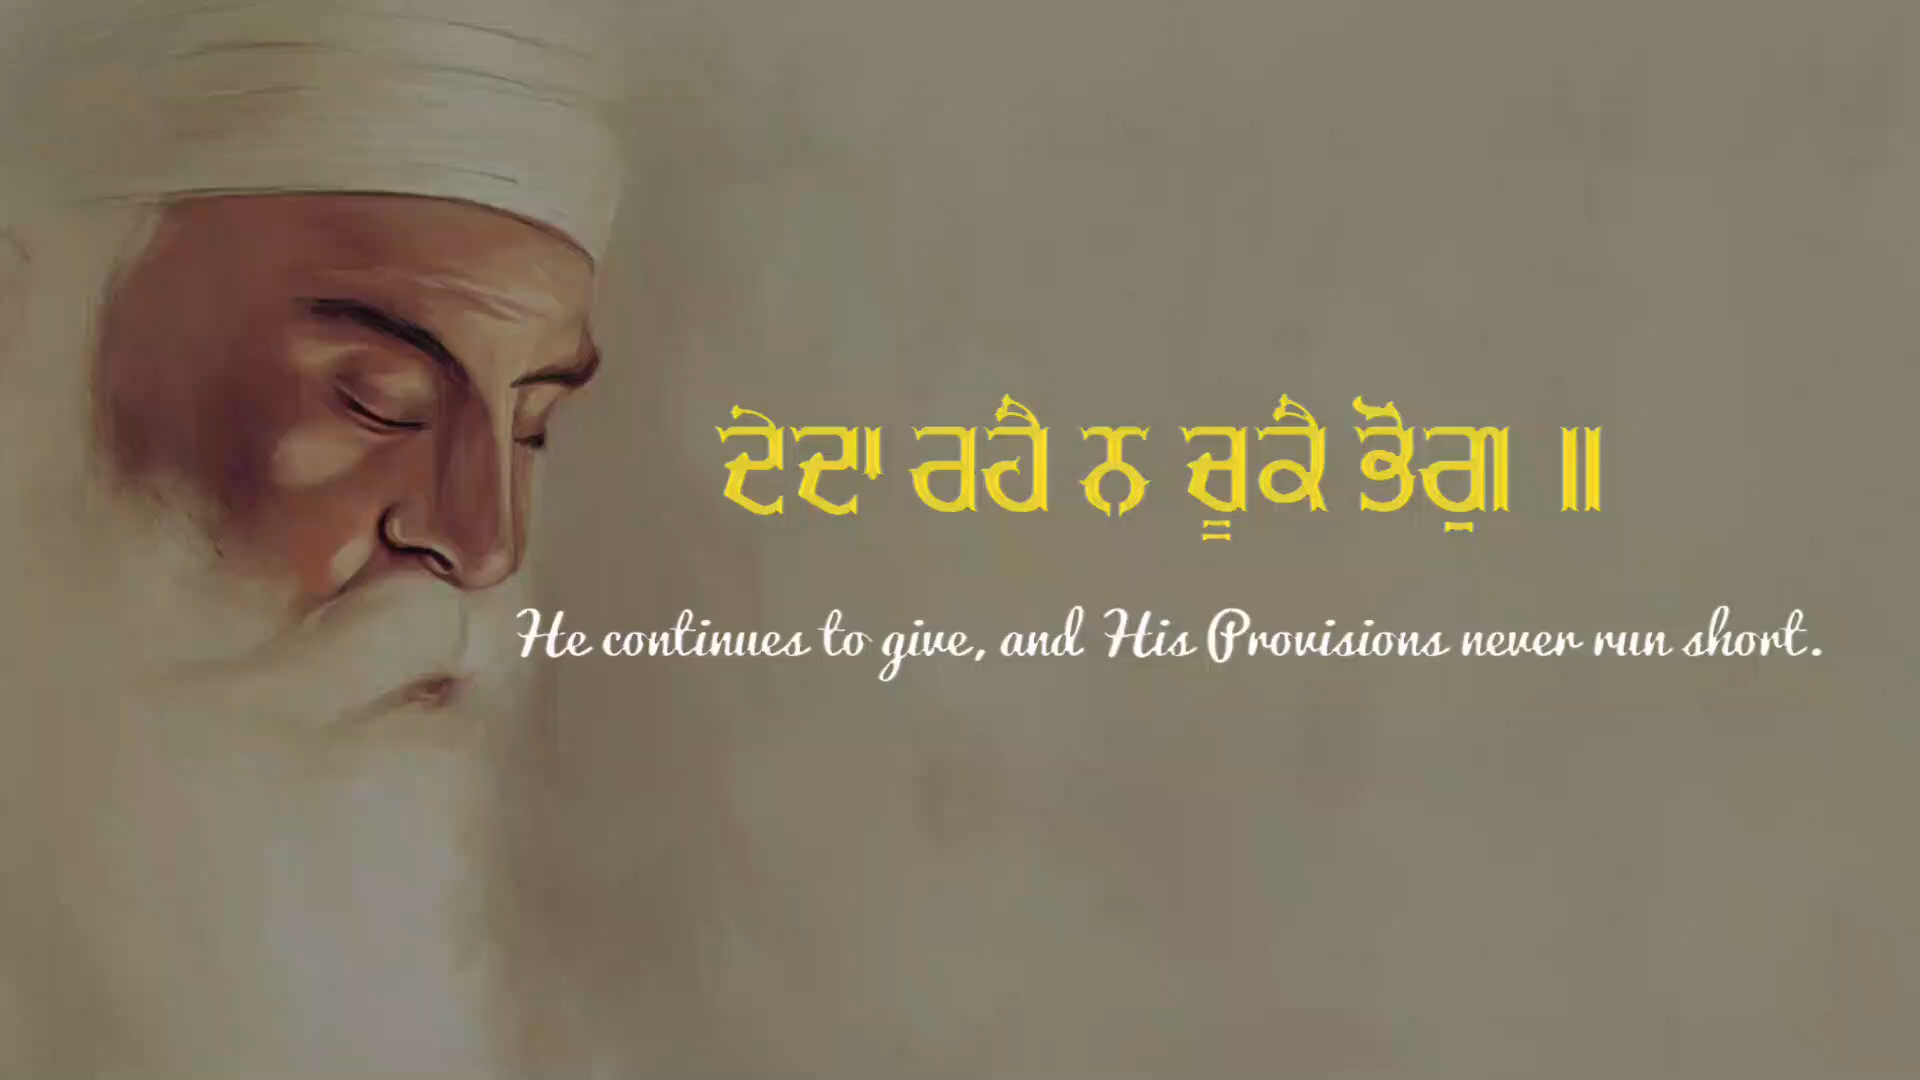 ਦੇਦਾ ਰਹੈ ਨ ਚੂਕੈ ਭੋਗੁ ॥
He continues to give, and His Provisions never run short.